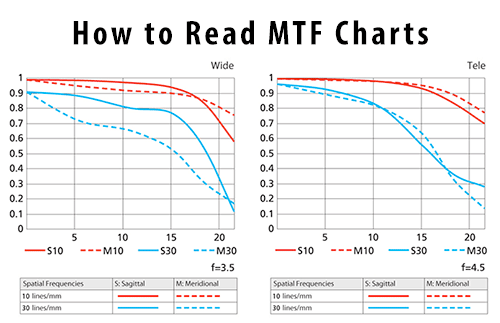 How to Read MTF Charts
Wide
1
0.9
0.8
0.7
0.6
0.5
0.4
0.3
0.2
0.1
0
5 10 15 20
S10 M10 S30 M30
f=3.5
Spatial Frequencies S: Sagittal M: Meridional
10 lines/mm
30 lines/mm
Tele
1
0.9
0.8
0.7
0.6
0.5
0.4
0.3
0.2
0.1
0
5 10 15 20
S10 M10 S30 M30
f=4.5
Spatial Frequencies S: Sagittal M: Meridional
10 lines/mm
30 lines/mm